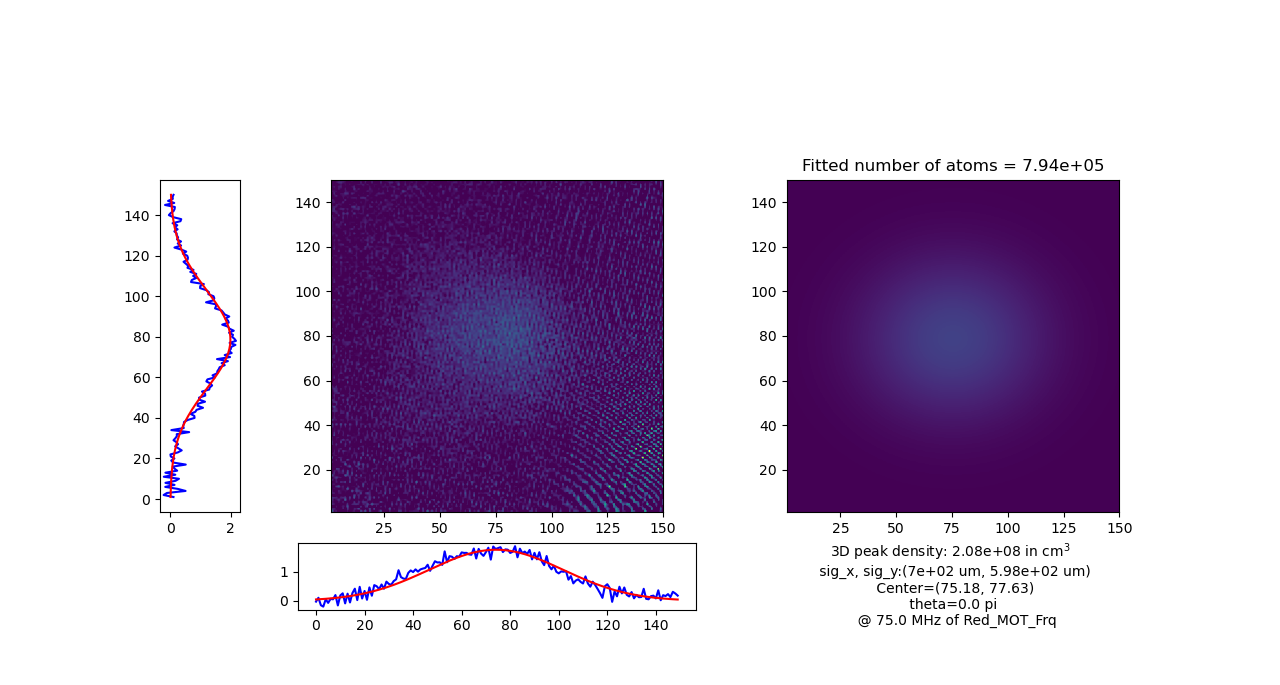 Fitted number of atoms = 7.94e+05
140
120
100
80
60
40
20
0
0 2
140
120
100
80
60
40
20
25 50 75 100 125 150
140
120
100
80
60
40
20
25 50 75 100 125 150
1
0
0 20 40 60 80 100 120 140
3D peak density: 2.08e+08 in cm³
sig_x, sig_y:(7e+02 um, 5.98e+02 um)
Center=(75.18, 77.63)
theta=0.0 pi
@ 75.0 MHz of Red_MOT_Frq